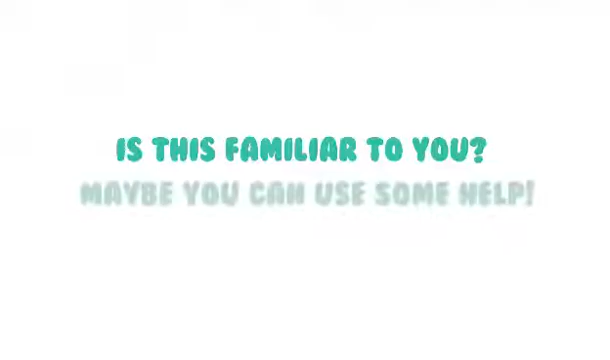 IS THIS FAMILIAR TO YOU?
MAYBE YOU CAN USE SOME HELP!